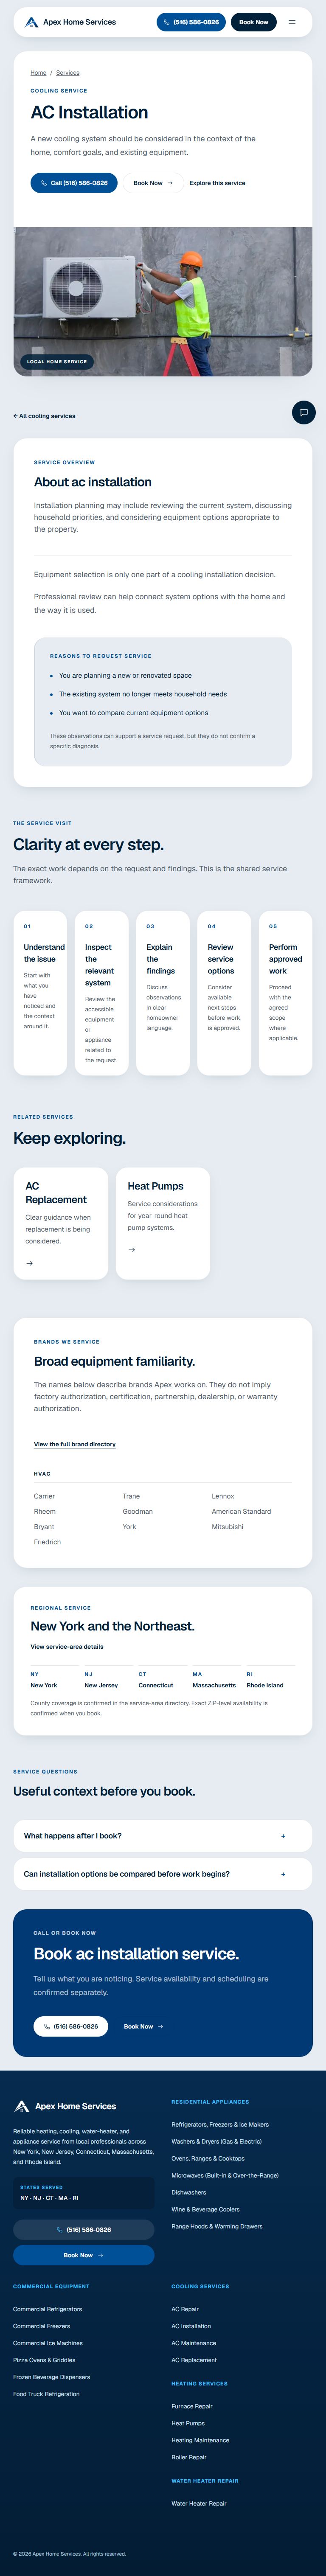 Apex Home Services
(516) 586-0826
Book Now
Home / Services
COOLING SERVICE
AC Installation
A new cooling system should be considered in the context of the
home, comfort goals, and existing equipment.
Call (516) 586-0826
Book Now →
Explore this service
LOCAL HOME SERVICE
← All cooling services
SERVICE OVERVIEW
About ac installation
Installation planning may include reviewing the current system, discussing
household priorities, and considering equipment options appropriate to
the property.
Equipment selection is only one part of a cooling installation decision.
Professional review can help connect system options with the home and
the way it is used.
REASONS TO REQUEST SERVICE
• You are planning a new or renovated space
• The existing system no longer meets household needs
• You want to compare current equipment options
These observations can support a service request, but they do not confirm a
specific diagnosis.
THE SERVICE VISIT
Clarity at every step.
The exact work depends on the request and findings. This is the shared service
framework.
01
Understand
the issue
Start with
what you
have
noticed and
the context
around it.
02
Inspect
the
relevant
system
Review the
accessible
equipment
or
appliance
related to
the request.
03
Explain
the
findings
Discuss
observations
in clear
homeowner
language.
04
Review
service
options
Consider
available
next steps
before work
is approved.
05
Perform
approved
work
Proceed
with the
agreed
scope
where
applicable.
RELATED SERVICES
Keep exploring.
AC
Replacement
Clear guidance when
replacement is being
considered.
→
Heat Pumps
Service considerations
for year-round heat-
pump systems.
→
BRANDS WE SERVICE
Broad equipment familiarity.
The names below describe brands Apex works on. They do not imply
factory authorization, certification, partnership, dealership, or warranty
authorization.
View the full brand directory
HVAC
Carrier
Trane
Lennox
Rheem
Goodman
American Standard
Bryant
York
Mitsubishi
Friedrich
REGIONAL SERVICE
New York and the Northeast.
View service-area details
NY
New York
NJ
New Jersey
CT
Connecticut
MA
Massachusetts
RI
Rhode Island
County coverage is confirmed in the service-area directory. Exact ZIP-level availability is
confirmed when you book.
SERVICE QUESTIONS
Useful context before you book.
What happens after I book? +
Can installation options be compared before work begins? +
CALL OR BOOK NOW
Book ac installation service.
Tell us what you are noticing. Service availability and scheduling are
confirmed separately.
(516) 586-0826
Book Now →
Apex Home Services
Reliable heating, cooling, water-heater, and
appliance service from local professionals across
New York, New Jersey, Connecticut, Massachusetts,
and Rhode Island.
STATES SERVED
NY · NJ · CT · MA · RI
(516) 586-0826
Book Now →
RESIDENTIAL APPLIANCES
Refrigerators, Freezers & Ice Makers
Washers & Dryers (Gas & Electric)
Ovens, Ranges & Cooktops
Microwaves (Built-in & Over-the-Range)
Dishwashers
Wine & Beverage Coolers
Range Hoods & Warming Drawers
COMMERCIAL EQUIPMENT
Commercial Refrigerators
Commercial Freezers
Commercial Ice Machines
Pizza Ovens & Griddles
Frozen Beverage Dispensers
Food Truck Refrigeration
COOLING SERVICES
AC Repair
AC Installation
AC Maintenance
AC Replacement
HEATING SERVICES
Furnace Repair
Heat Pumps
Heating Maintenance
Boiler Repair
WATER HEATER REPAIR
Water Heater Repair
© 2026 Apex Home Services. All rights reserved.